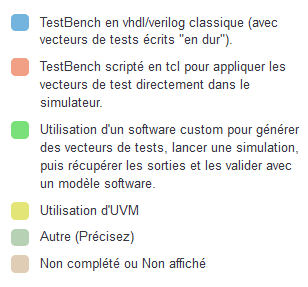 TestBench en vhdl/verilog classique (avec
vecteurs de tests écrits "en dur").
TestBench scripté en tcl pour appliquer les
vecteurs de test directement dans le
simulateur.
Utilisation d'un software custom pour générer
des vecteurs de tests, lancer une simulation,
puis récupérer les sorties et les valider avec
un modèle software.
Utilisation d'UVM
Autre (Précisez)
Non complété ou Non affiché